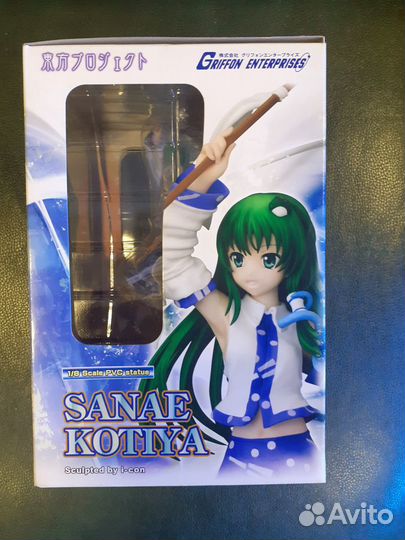 東方プロジェクト
株式会社 グリフォンエンタープライズ
GRIFFON ENTERPRISES
1/8 Scale PVC statue
SANAE
KOTIYA
Sculpted by i-con
Avito